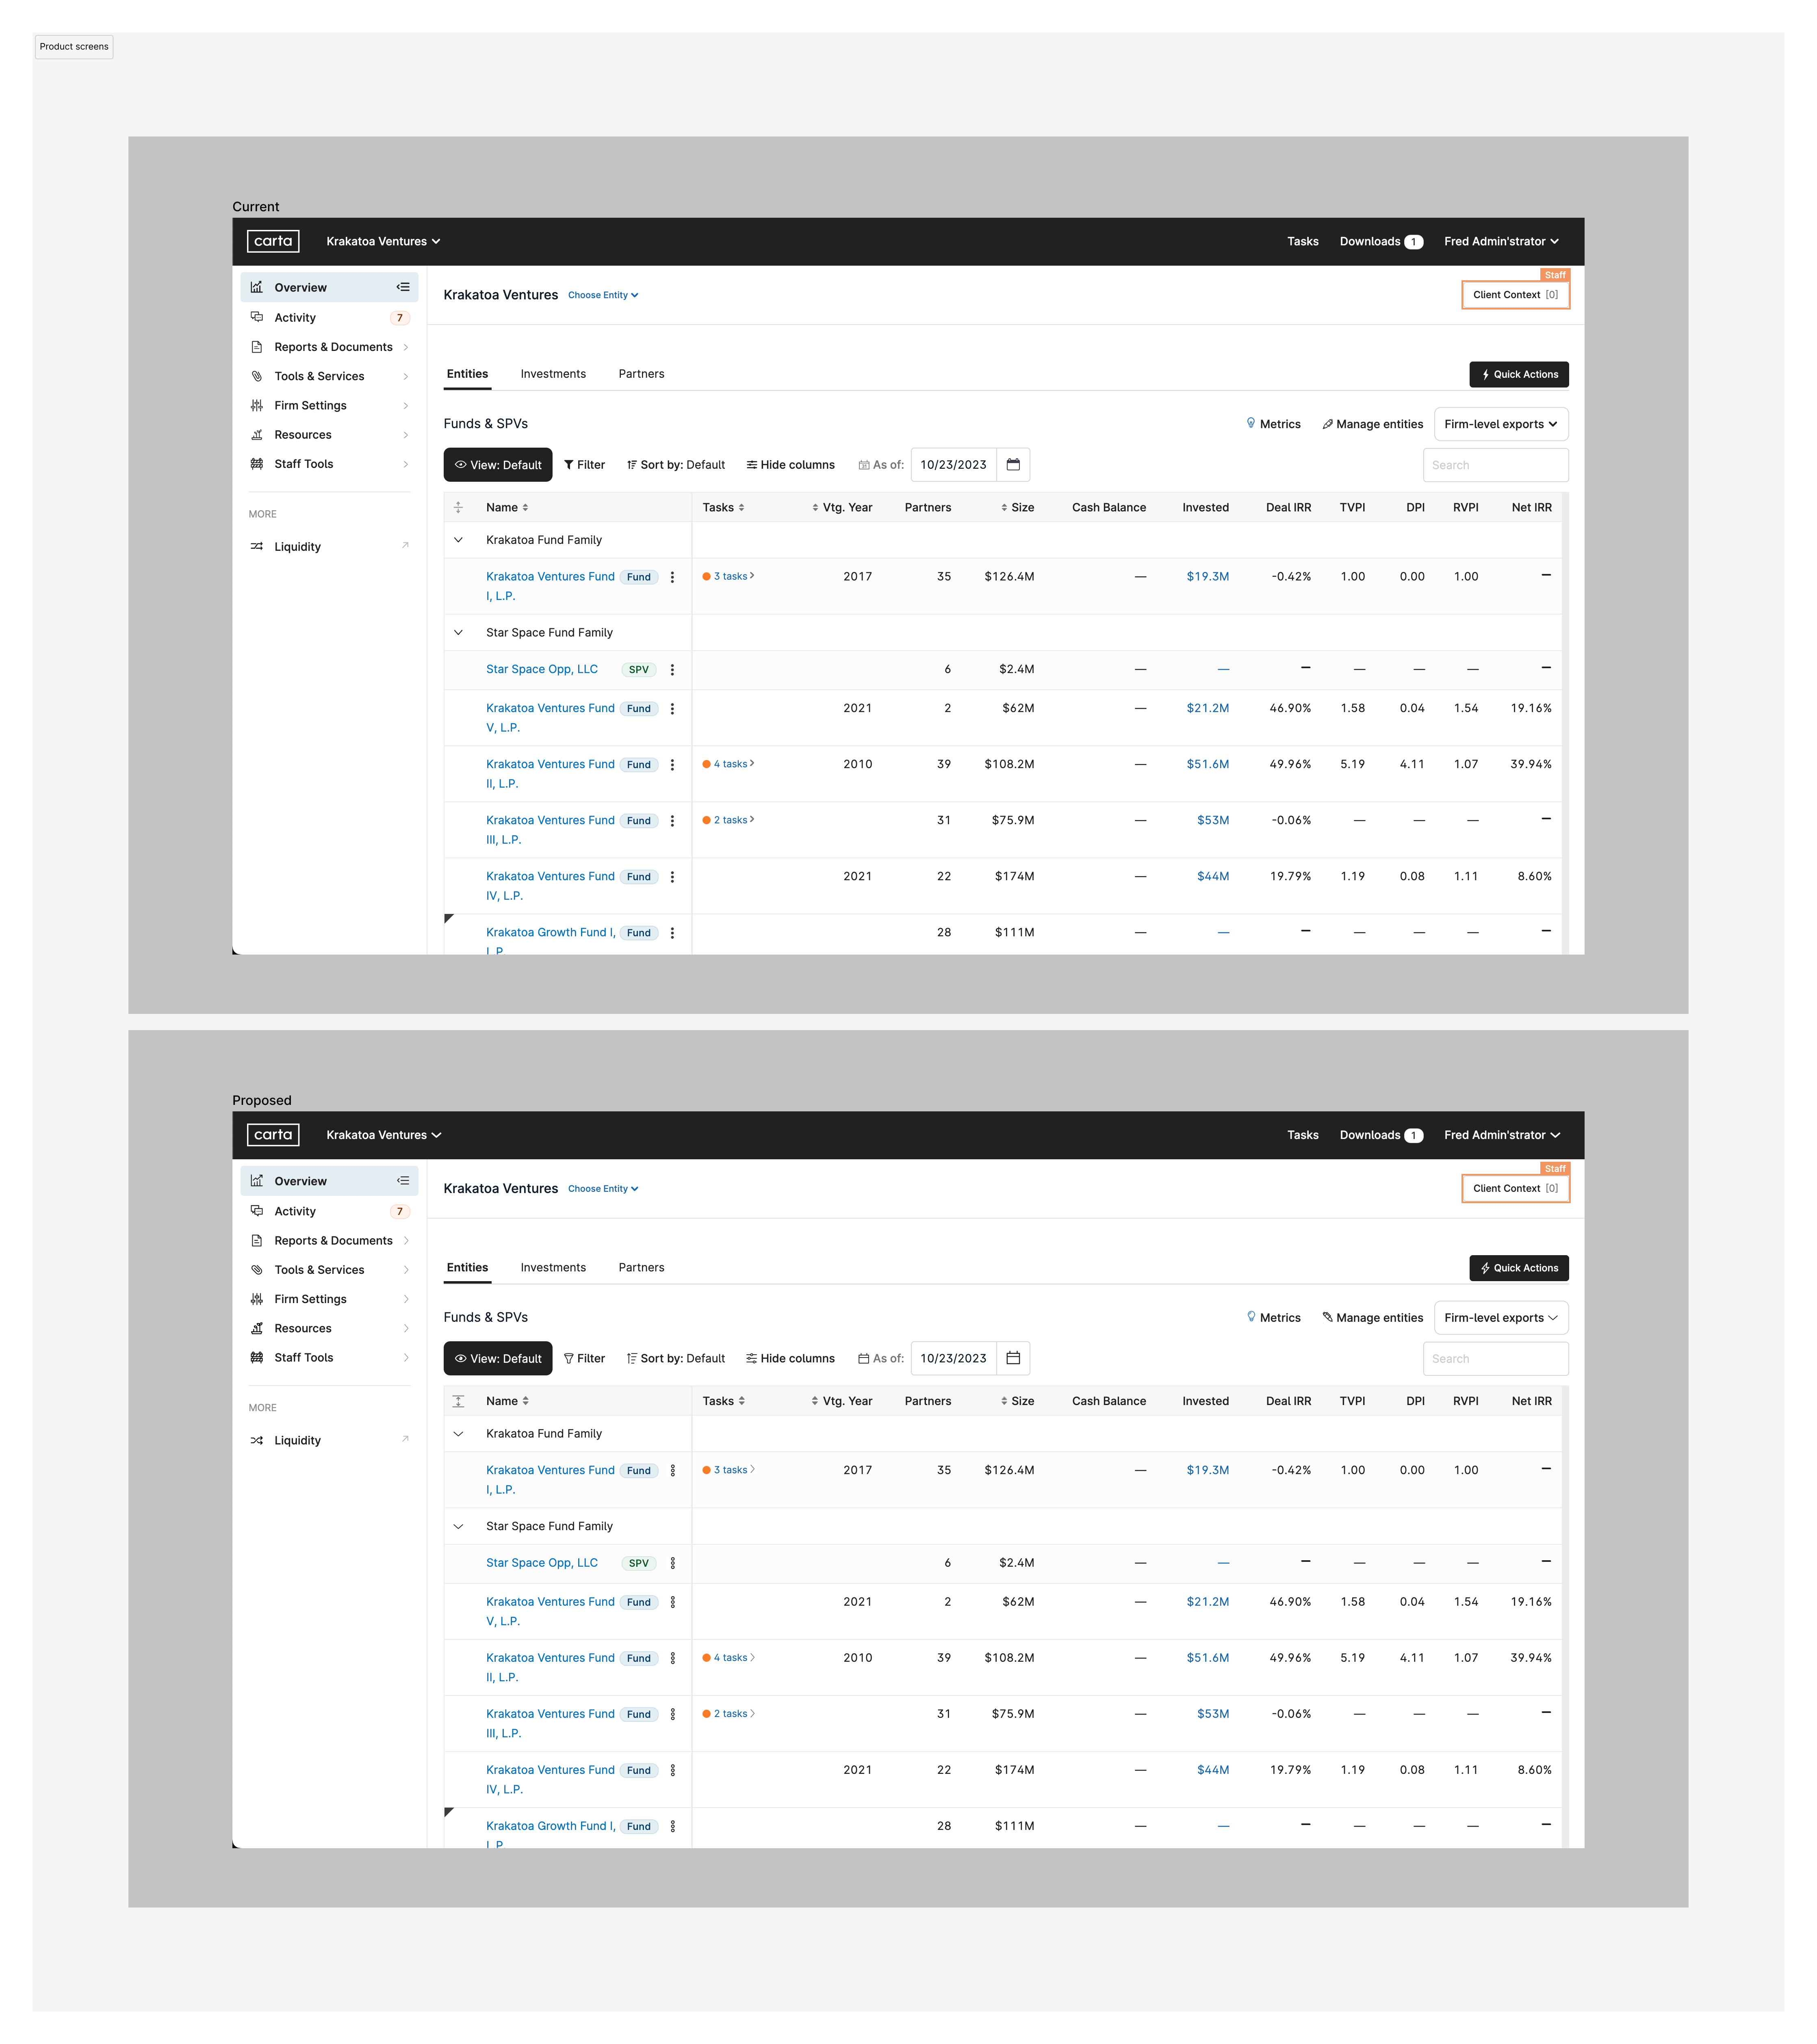 Product screens
Current
carta Krakatoa Ventures Tasks Downloads 1 Fred Admin'strator
Overview
Activity 7
Reports & Documents
Tools & Services
Firm Settings
Resources
Staff Tools
MORE
Liquidity
Krakatoa Ventures Choose Entity
Staff
Client Context [0]
Entities Investments Partners Quick Actions
Funds & SPVs Metrics Manage entities Firm-level exports
View: Default Filter Sort by: Default Hide columns As of: 10/23/2023 Search
Name Tasks Vtg. Year Partners Size Cash Balance Invested Deal IRR TVPI DPI RVPI Net IRR
Krakatoa Fund Family
Krakatoa Ventures Fund Fund 3 tasks 2017 35 $126.4M — $19.3M -0.42% 1.00 0.00 1.00 —
I, L.P.
Star Space Fund Family
Star Space Opp, LLC SPV 6 $2.4M — — — — — — —
Krakatoa Ventures Fund Fund 2021 2 $62M — $21.2M 46.90% 1.58 0.04 1.54 19.16%
V, L.P.
Krakatoa Ventures Fund Fund 4 tasks 2010 39 $108.2M — $51.6M 49.96% 5.19 4.11 1.07 39.94%
II, L.P.
Krakatoa Ventures Fund Fund 2 tasks 31 $75.9M — $53M -0.06% — — — —
III, L.P.
Krakatoa Ventures Fund Fund 2021 22 $174M — $44M 19.79% 1.19 0.08 1.11 8.60%
IV, L.P.
Krakatoa Growth Fund I, Fund 28 $111M — — — — — — —
L.P.
Proposed
carta Krakatoa Ventures Tasks Downloads 1 Fred Admin'strator
Overview
Activity 7
Reports & Documents
Tools & Services
Firm Settings
Resources
Staff Tools
MORE
Liquidity
Krakatoa Ventures Choose Entity
Staff
Client Context [0]
Entities Investments Partners Quick Actions
Funds & SPVs Metrics Manage entities Firm-level exports
View: Default Filter Sort by: Default Hide columns As of: 10/23/2023 Search
Name Tasks Vtg. Year Partners Size Cash Balance Invested Deal IRR TVPI DPI RVPI Net IRR
Krakatoa Fund Family
Krakatoa Ventures Fund Fund 3 tasks 2017 35 $126.4M — $19.3M -0.42% 1.00 0.00 1.00 —
I, L.P.
Star Space Fund Family
Star Space Opp, LLC SPV 6 $2.4M — — — — — — —
Krakatoa Ventures Fund Fund 2021 2 $62M — $21.2M 46.90% 1.58 0.04 1.54 19.16%
V, L.P.
Krakatoa Ventures Fund Fund 4 tasks 2010 39 $108.2M — $51.6M 49.96% 5.19 4.11 1.07 39.94%
II, L.P.
Krakatoa Ventures Fund Fund 2 tasks 31 $75.9M — $53M -0.06% — — — —
III, L.P.
Krakatoa Ventures Fund Fund 2021 22 $174M — $44M 19.79% 1.19 0.08 1.11 8.60%
IV, L.P.
Krakatoa Growth Fund I, Fund 28 $111M — — — — — — —
L.P.